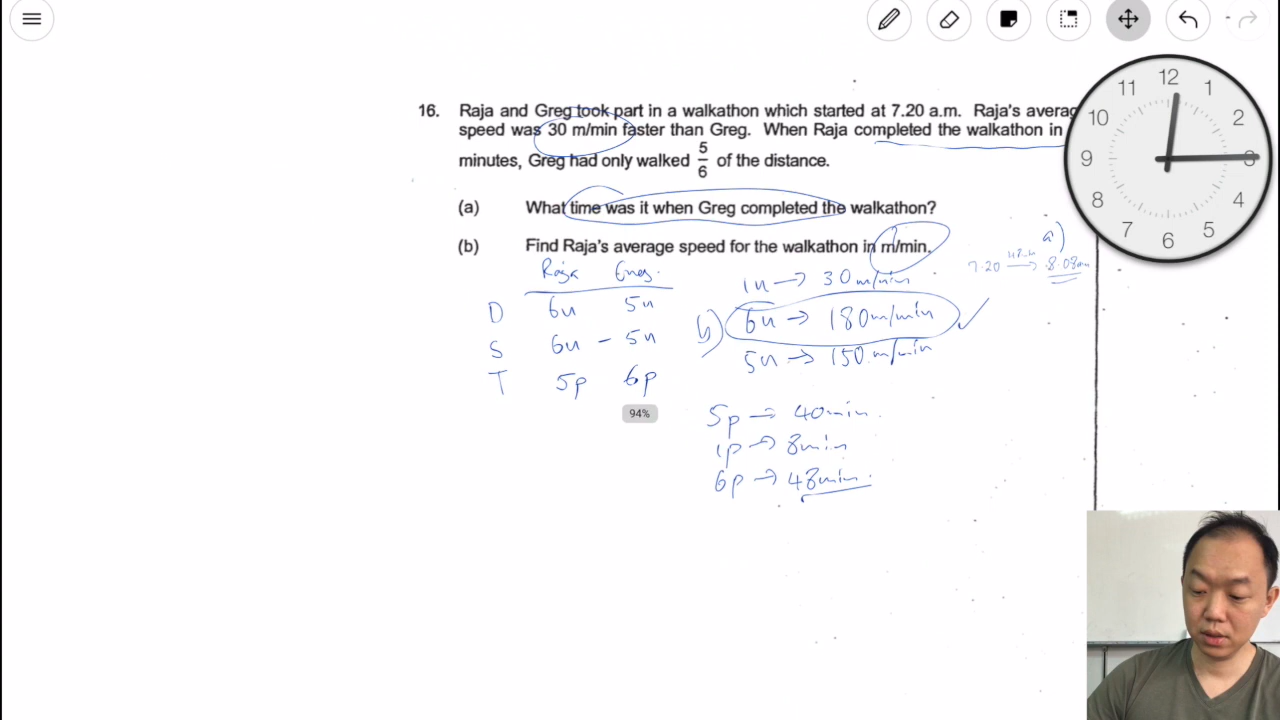 16. Raja and Greg took part in a walkathon which started at 7.20 a.m. Raja's averag
speed was 30 m/min faster than Greg. When Raja completed the walkathon in
minutes, Greg had only walked 5/6 of the distance.
(a) What time was it when Greg completed the walkathon?
(b) Find Raja's average speed for the walkathon in m/min.
a)
7.20 → 8.08am
48min
Raja Greg
D 6u 5u
S 6u - 5u
T 5p 6p
94%
1u → 30m/min
b) 6u → 180m/min
5u → 150m/min
5p → 40min
1p → 8min
6p → 48min
12
1
2
3
4
5
6
7
8
9
10
11